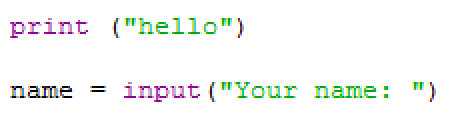 print ("hello")
name = input("Your name: ")